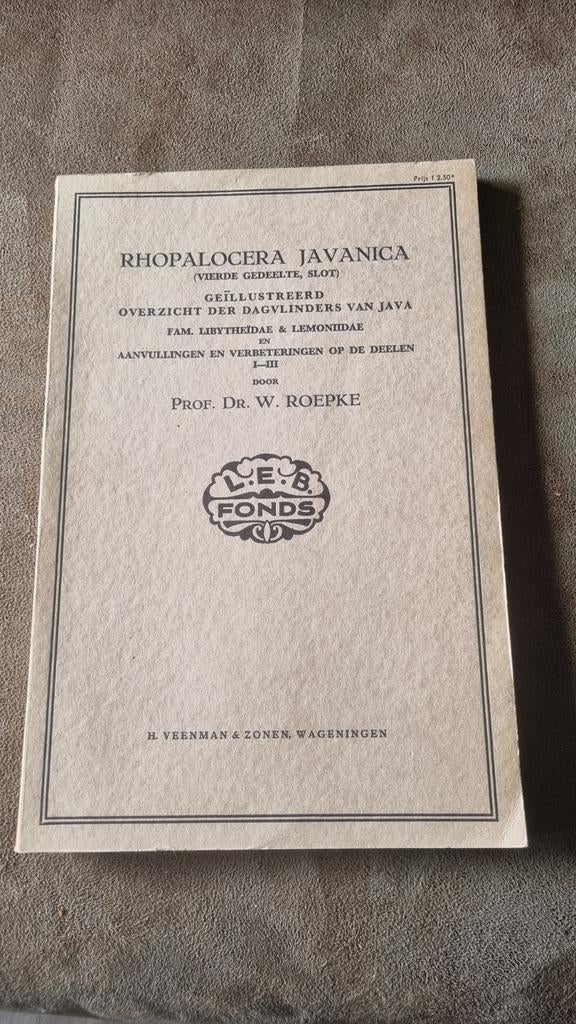 Prijs f 2.50*
RHOPALOCERA JAVANICA
(VIERDE GEDEELTE, SLOT)
GEÏLLUSTREERD
OVERZICHT DER DAGVLINDERS VAN JAVA
FAM. LIBYTHEÏDAE & LEMONIIDAE
EN
AANVULLINGEN EN VERBETERINGEN OP DE DEELEN
I—III
DOOR
PROF. DR. W. ROEPKE
L.E.B.
FONDS
H. VEENMAN & ZONEN, WAGENINGEN